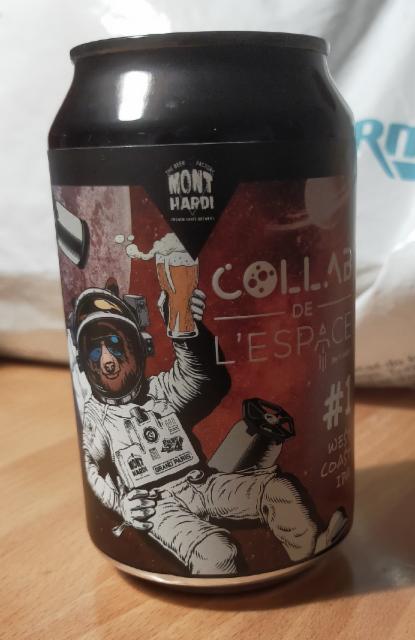 THE BEER FACTORY
MONT
HARDI
COLLAB
DE
L'ESPACE
#1
WEST
COAST
IPA
MONT
HARDI
GRAND PARIS